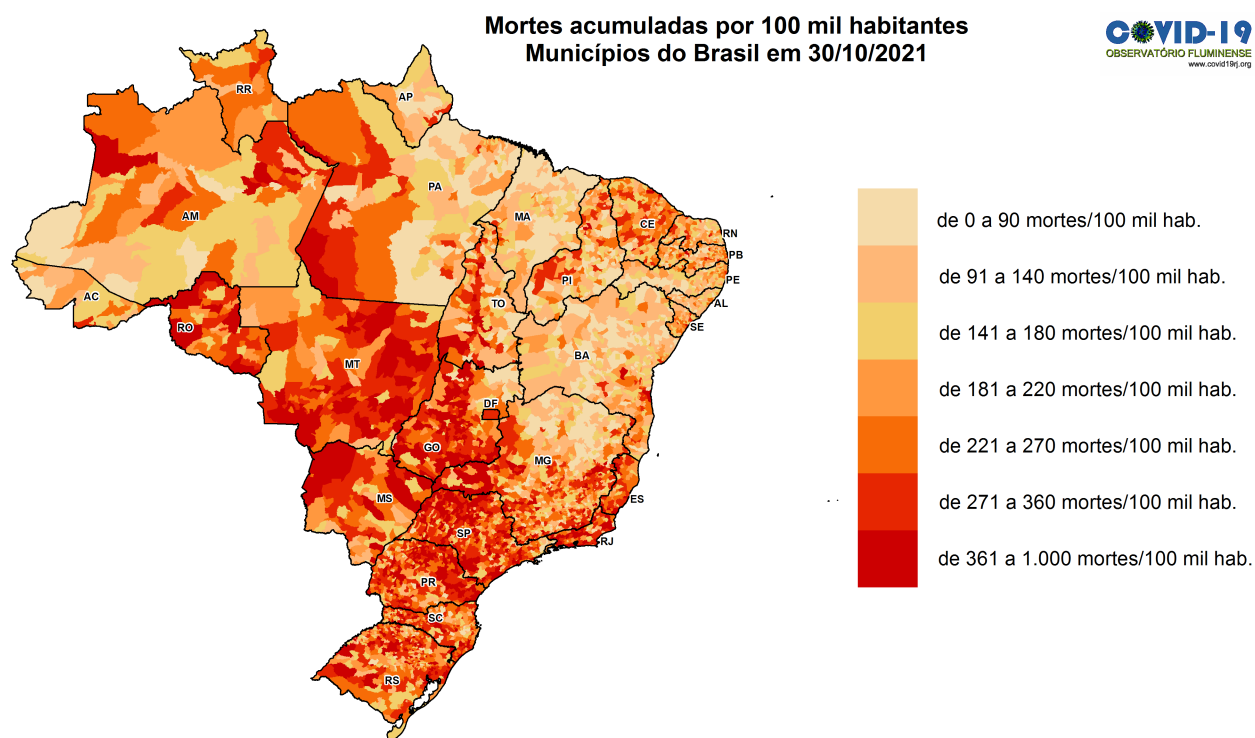 Mortes acumuladas por 100 mil habitantes
Municípios do Brasil em 30/10/2021
COVID-19
OBSERVATÓRIO FLUMINENSE
www.covid19rj.org
RR
AP
AM
PA
MA
CE
RN
PB
PE
AL
SE
PI
AC
TO
RO
BA
MT
DF
GO
MG
MS
ES
SP
RJ
PR
SC
RS
de 0 a 90 mortes/100 mil hab.
de 91 a 140 mortes/100 mil hab.
de 141 a 180 mortes/100 mil hab.
de 181 a 220 mortes/100 mil hab.
de 221 a 270 mortes/100 mil hab.
de 271 a 360 mortes/100 mil hab.
de 361 a 1.000 mortes/100 mil hab.